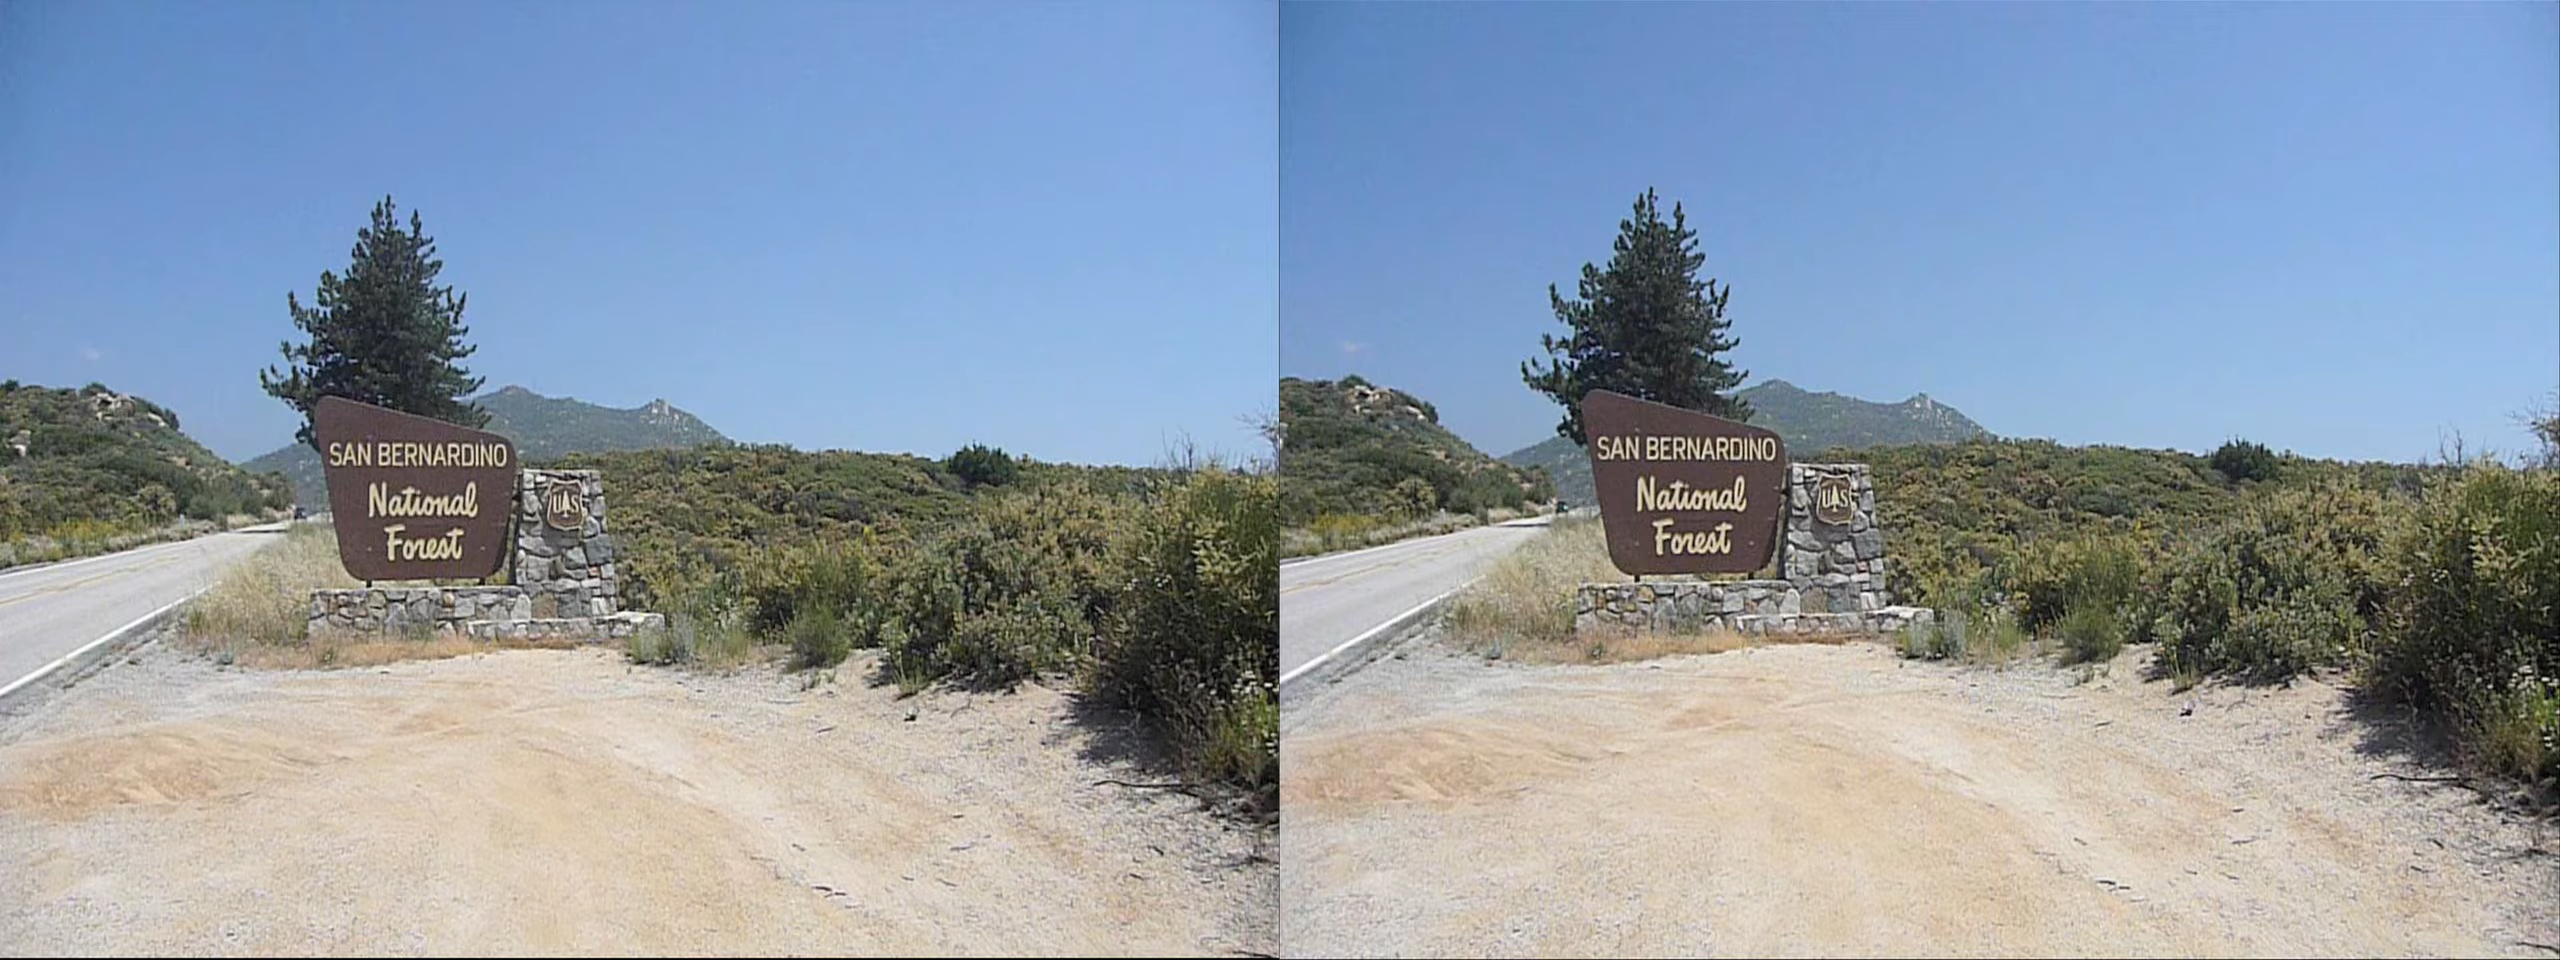 SAN BERNARDINO
National
Forest
U S
SAN BERNARDINO
National
Forest
U S